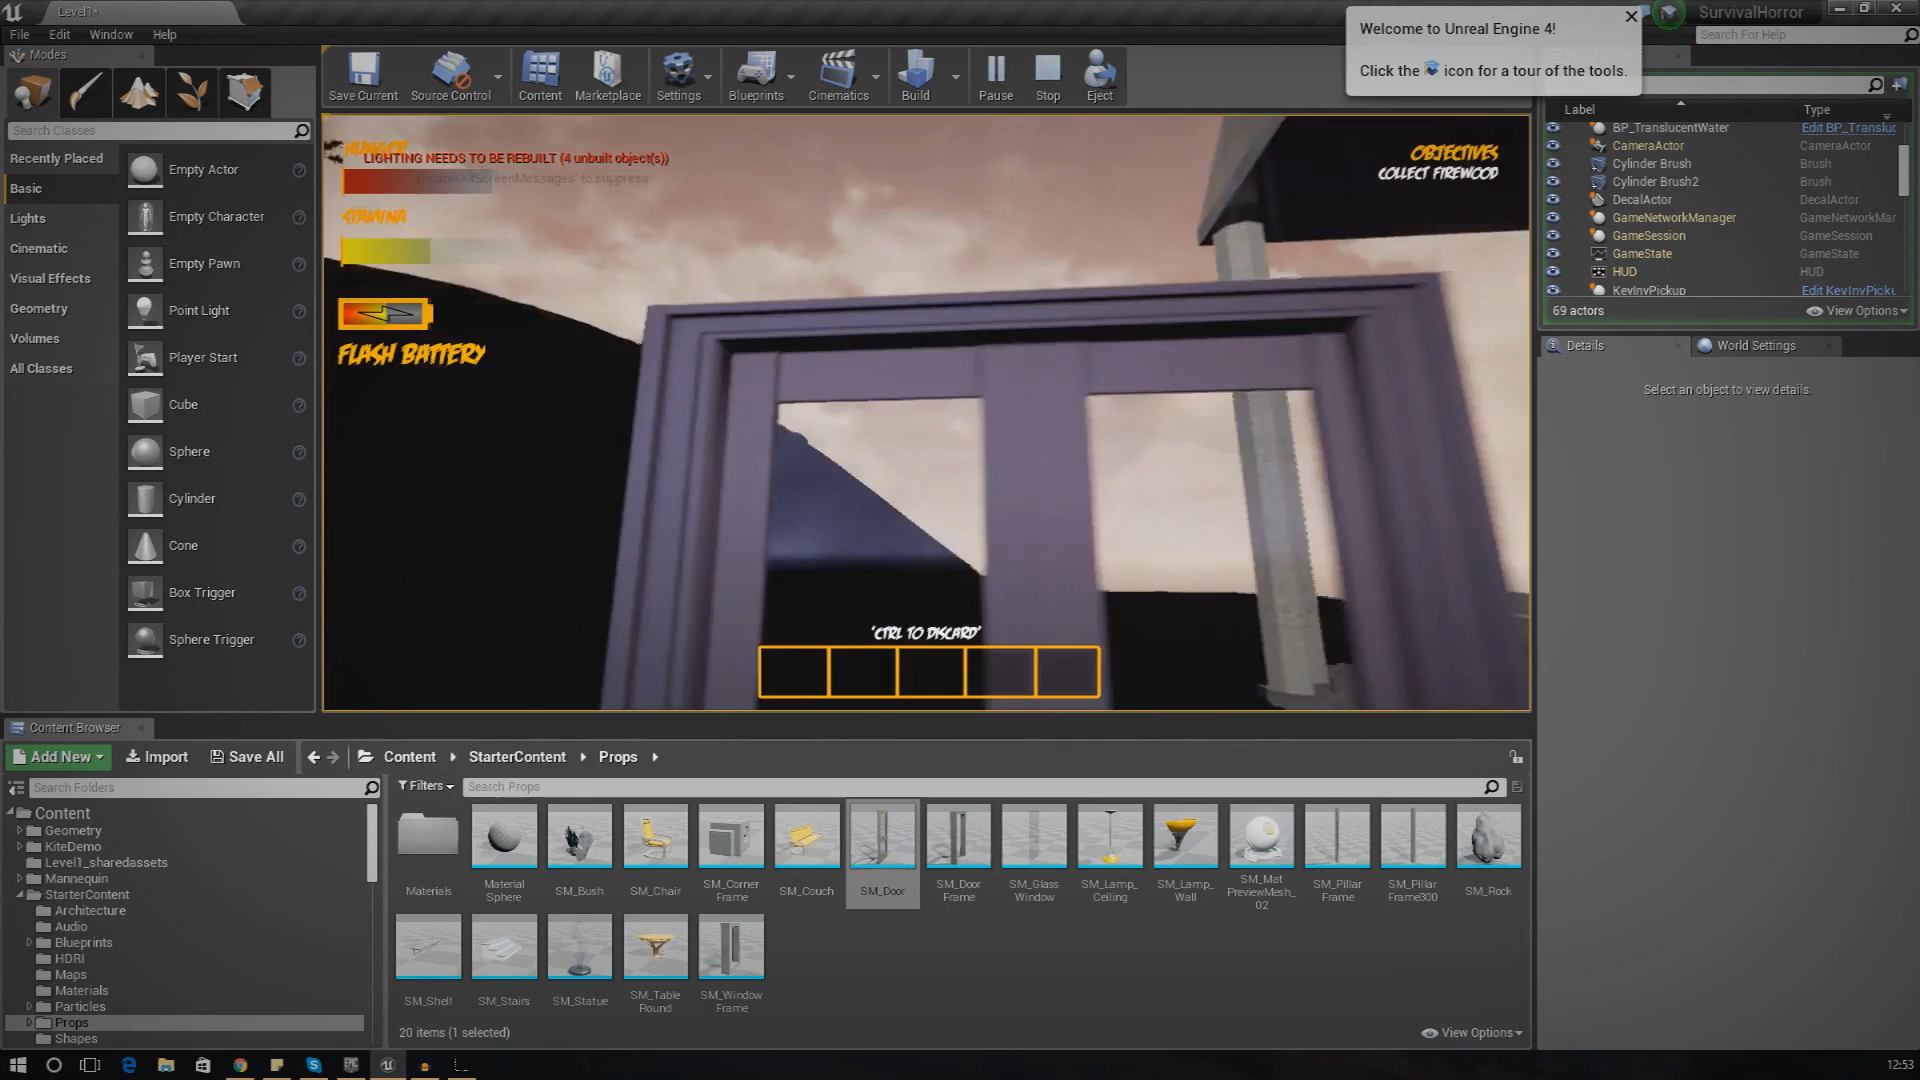 Level1*
SurvivalHorror
File Edit Window Help
Search For Help
Welcome to Unreal Engine 4!
Click the icon for a tour of the tools.
Modes
Search Classes
Recently Placed
Basic
Lights
Cinematic
Visual Effects
Geometry
Volumes
All Classes
Empty Actor
Empty Character
Empty Pawn
Point Light
Player Start
Cube
Sphere
Cylinder
Cone
Box Trigger
Sphere Trigger
Save Current Source Control Content Marketplace Settings Blueprints Cinematics Build Pause Stop Eject
HUNGER
LIGHTING NEEDS TO BE REBUILT (4 unbuilt object(s))
'DisableAllScreenMessages' to suppress
STAMINA
FLASH BATTERY
OBJECTIVES
COLLECT FIREWOOD
'CTRL TO DISCARD'
Label Type
BP_TranslucentWater Edit BP_Transluc
CameraActor CameraActor
Cylinder Brush Brush
Cylinder Brush2 Brush
DecalActor DecalActor
GameNetworkManager GameNetworkMar
GameSession GameSession
GameState GameState
HUD HUD
KeyInvPickup Edit KeyInvPicku
69 actors View Options
Details World Settings
Select an object to view details.
Content Browser
Add New Import Save All Content StarterContent Props
Search Folders
Filters Search Props
Content
Geometry
KiteDemo
Level1_sharedassets
Mannequin
StarterContent
Architecture
Audio
Blueprints
HDRI
Maps
Materials
Particles
Props
Shapes
Materials
Material Sphere
SM_Bush
SM_Chair
SM_Corner Frame
SM_Couch
SM_Door
SM_Door Frame
SM_Glass Window
SM_Lamp_ Ceiling
SM_Lamp_ Wall
SM_Mat PreviewMesh_ 02
SM_Pillar Frame
SM_Pillar Frame300
SM_Rock
SM_Shelf
SM_Stairs
SM_Statue
SM_Table Round
SM_Window Frame
20 items (1 selected) View Options
12:53